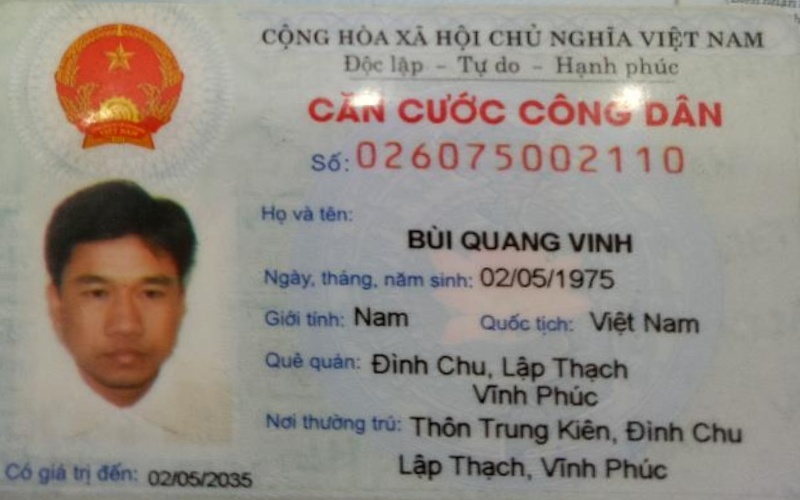 CỘNG HÒA XÃ HỘI CHỦ NGHĨA VIỆT NAM
Độc lập – Tự do – Hạnh phúc
CĂN CƯỚC CÔNG DÂN
Số: 026075002110
Họ và tên:
BÙI QUANG VINH
Ngày, tháng, năm sinh: 02/05/1975
Giới tính: Nam Quốc tịch: Việt Nam
Quê quán: Đình Chu, Lập Thạch
Vĩnh Phúc
Nơi thường trú: Thôn Trung Kiên, Đình Chu
Lập Thạch, Vĩnh Phúc
Có giá trị đến: 02/05/2035